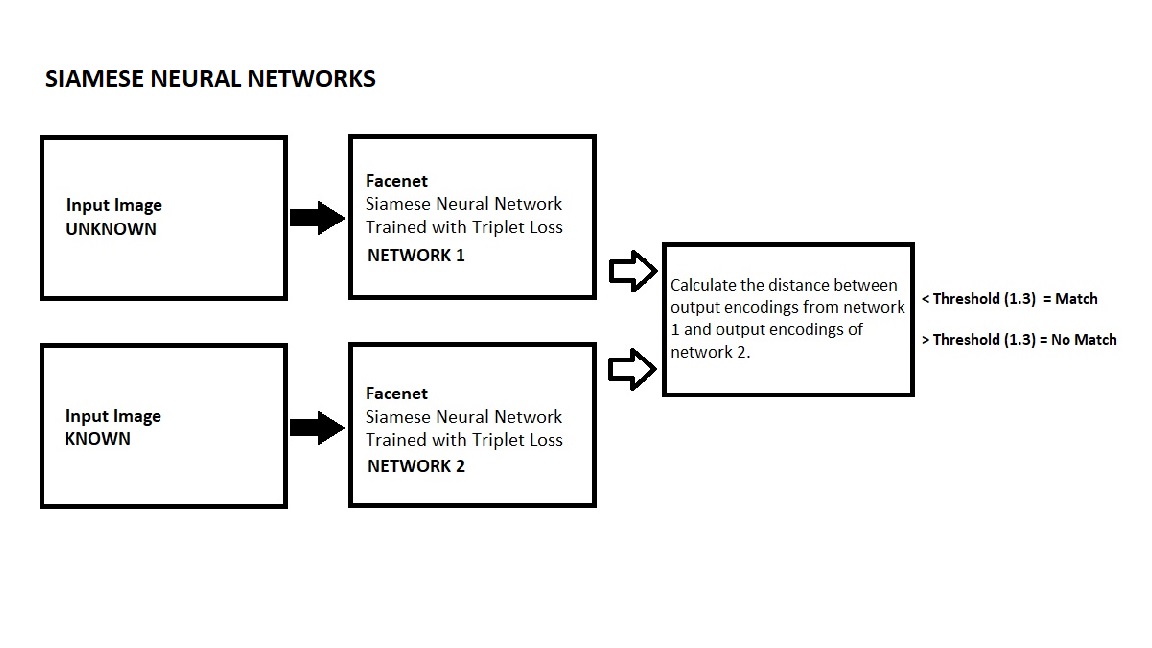 SIAMESE NEURAL NETWORKS
Input Image
UNKNOWN
Facenet
Siamese Neural Network
Trained with Triplet Loss
NETWORK 1
Input Image
KNOWN
Facenet
Siamese Neural Network
Trained with Triplet Loss
NETWORK 2
Calculate the distance between
output encodings from network
1 and output encodings of
network 2.
< Threshold (1.3) = Match
> Threshold (1.3) = No Match